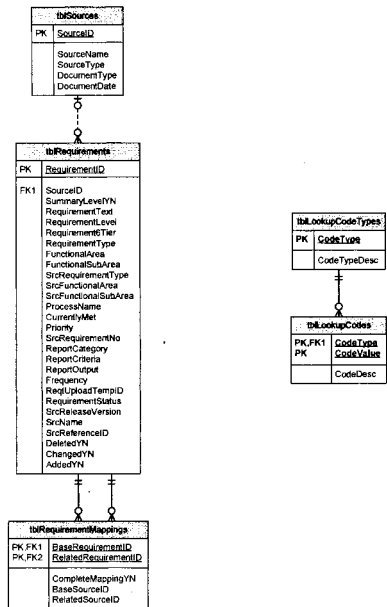 tblSources
PK SourceID
SourceName
SourceType
DocumentType
DocumentDate
tblRequirements
PK RequirementID
FK1 SourceID
SummaryLevelYN
RequirementText
RequirementLevel
Requirement6Tier
RequirementType
FunctionalArea
FunctionalSubArea
SrcRequirementType
SrcFunctionalArea
SrcFunctionalSubArea
ProcessName
CurrentlyMet
Priority
SrcRequirementNo
ReportCategory
ReportCriteria
ReportOutput
Frequency
ReqtUploadTempID
RequirementStatus
SrcReleaseVersion
SrcName
SrcReferenceID
DeletedYN
ChangedYN
AddedYN
tblRequirementMappings
PK,FK1 BaseRequirementID
PK,FK2 RelatedRequirementID
CompleteMappingYN
BaseSourceID
RelatedSourceID
tblLookupCodeTypes
PK CodeType
CodeTypeDesc
tblLookupCodes
PK,FK1 CodeType
PK CodeValue
CodeDesc